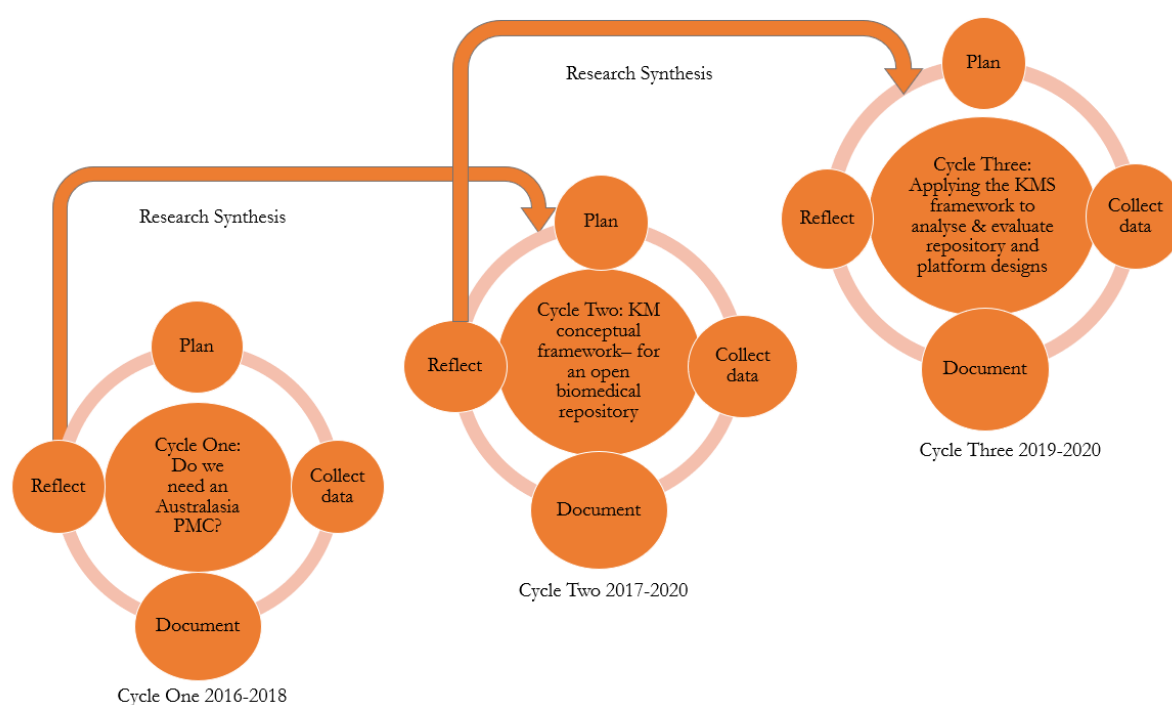 Research Synthesis
Plan
Reflect
Cycle One:
Do we
need an
Australasia
PMC?
Collect
data
Document
Cycle One 2016-2018
Research Synthesis
Plan
Reflect
Cycle Two: KM
conceptual
framework– for
an open
biomedical
repository
Collect
data
Document
Cycle Two 2017-2020
Plan
Reflect
Cycle Three:
Applying the KMS
framework to
analyse & evaluate
repository and
platform designs
Collect
data
Document
Cycle Three 2019-2020